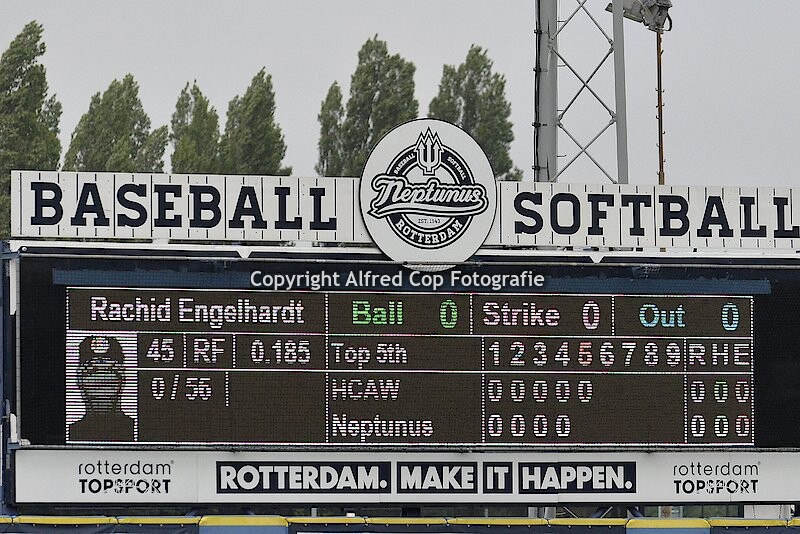 BASEBALL
BASEBALL SOFTBALL
Neptunus
EST. 1943
ROTTERDAM
SOFTBALL
Copyright Alfred Cop Fotografie
Rachid Engelhardt Ball 0 Strike 0 Out 0
45 RF 0.185 Top 5th 1 2 3 4 5 6 7 8 9 R H E
0 / 56 HCAW 0 0 0 0 0 0 0 0
Neptunus 0 0 0 0 0 0 0
rotterdam TOPSPORT
ROTTERDAM. MAKE IT HAPPEN.
rotterdam TOPSPORT